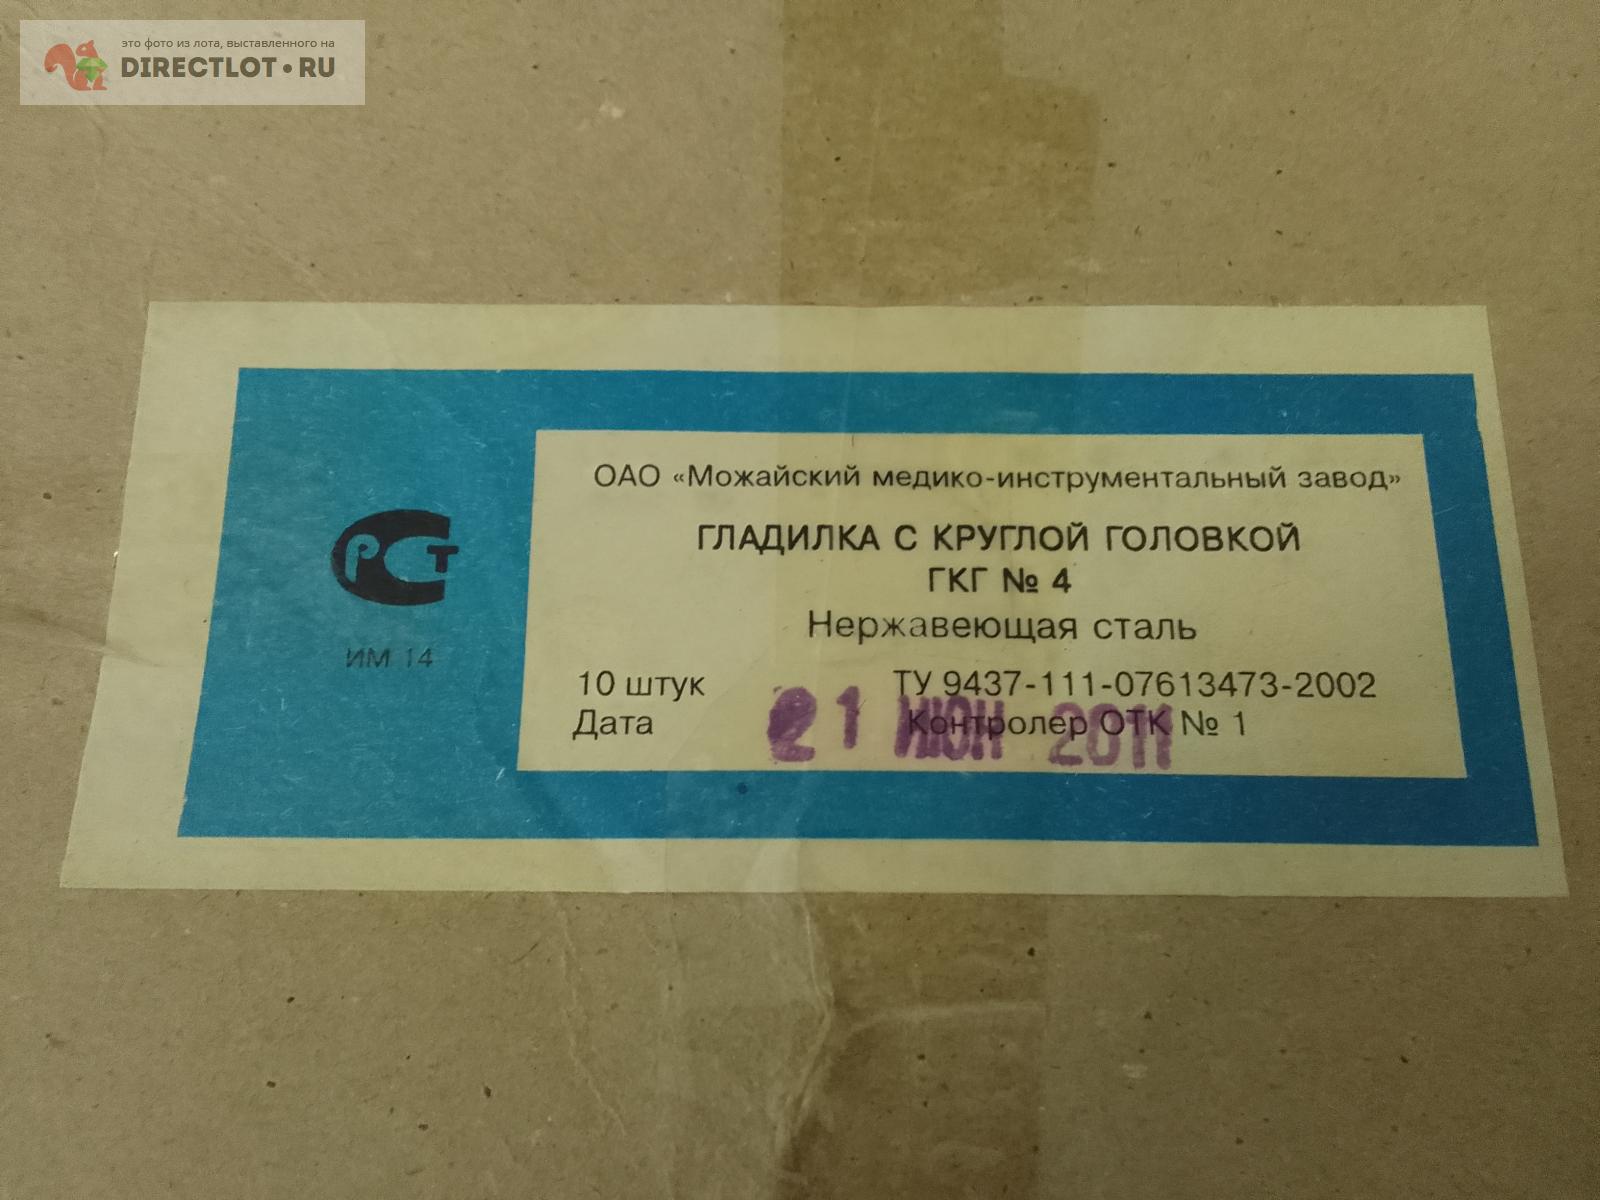 это фото из лота, выставленного на
DIRECTLOT•RU
РСТ
ИМ 14
ОАО «Можайский медико-инструментальный завод»
ГЛАДИЛКА С КРУГЛОЙ ГОЛОВКОЙ
ГКГ № 4
Нержавеющая сталь
10 штук ТУ 9437-111-07613473-2002
Дата Контролер ОТК № 1
21 ИЮН 2011